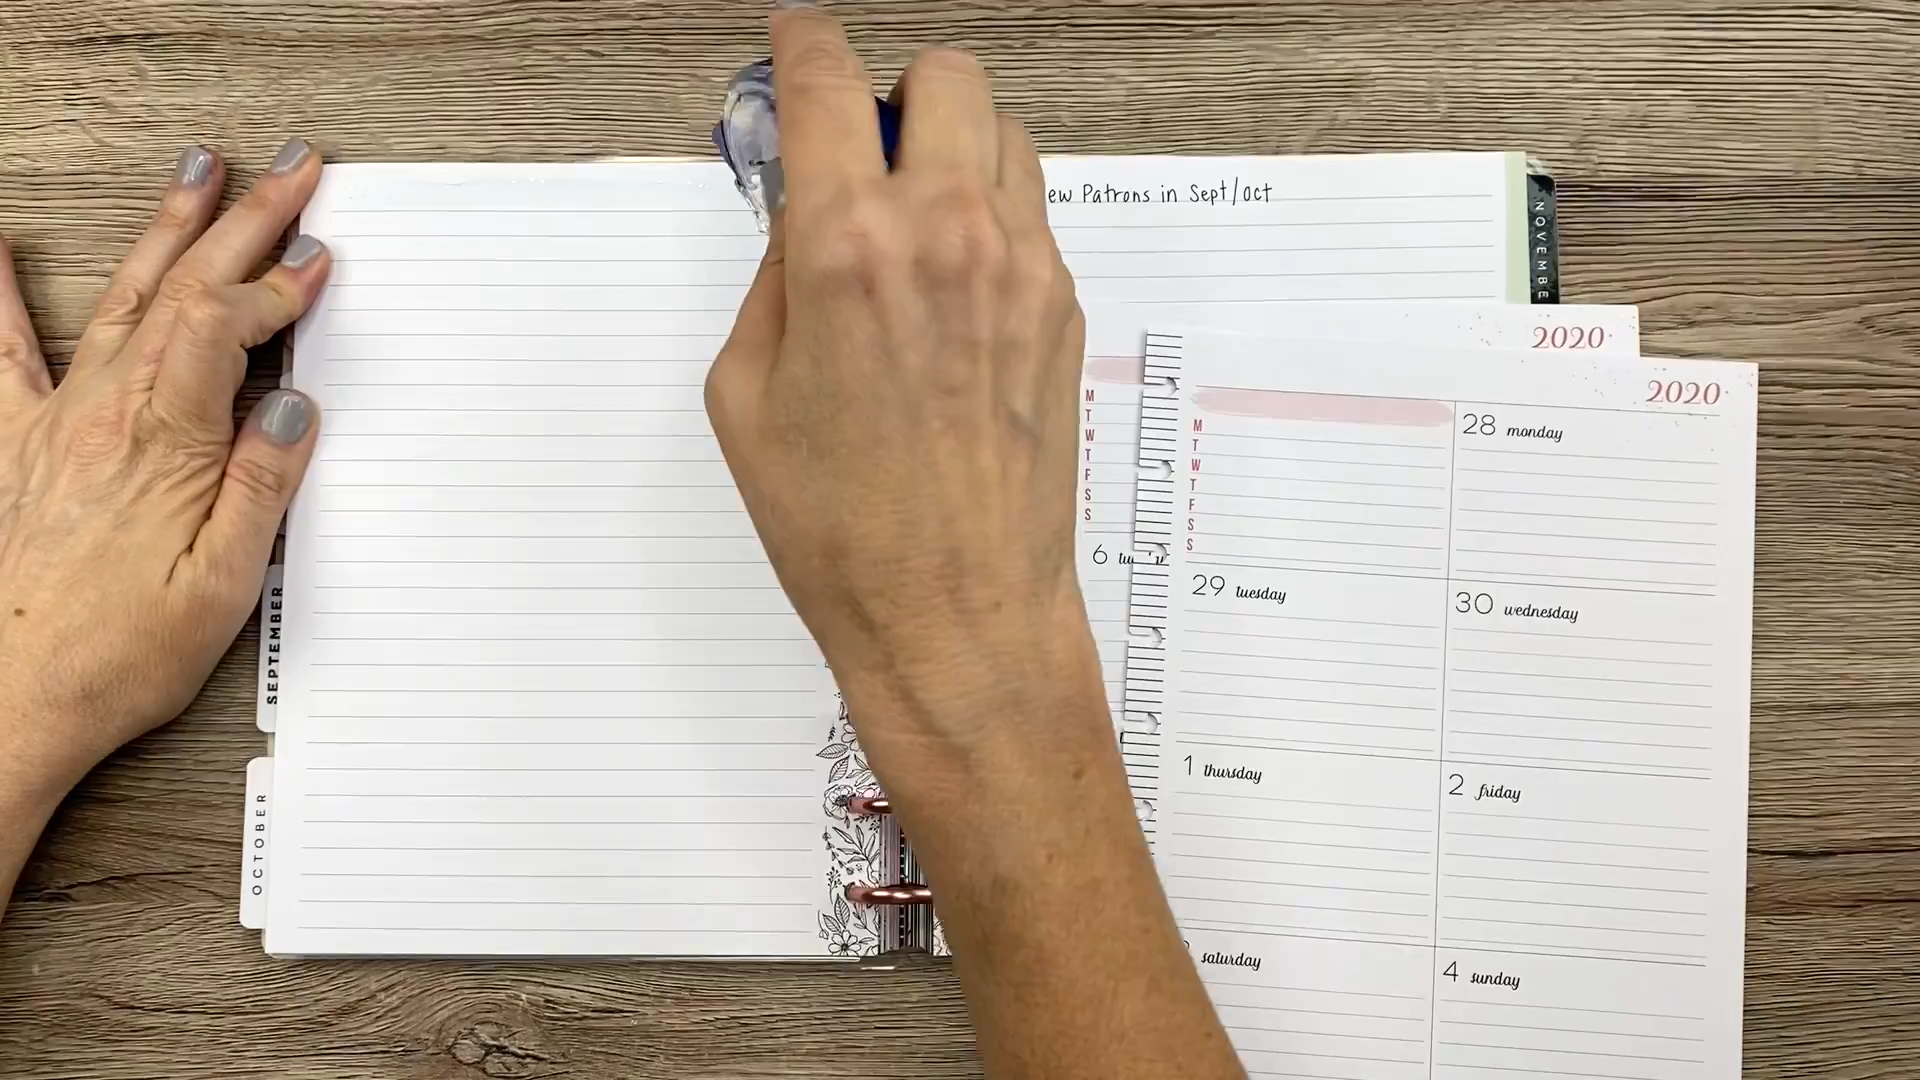 Patrons in Sept/oct
NOVEMBE
SEPTEMBER
OCTOBER
2020
M
T
W
T
F
S
S
6
2020
M
T
W
T
F
S
S
28 monday
29 tuesday
30 wednesday
1 thursday
2 friday
saturday
4 sunday